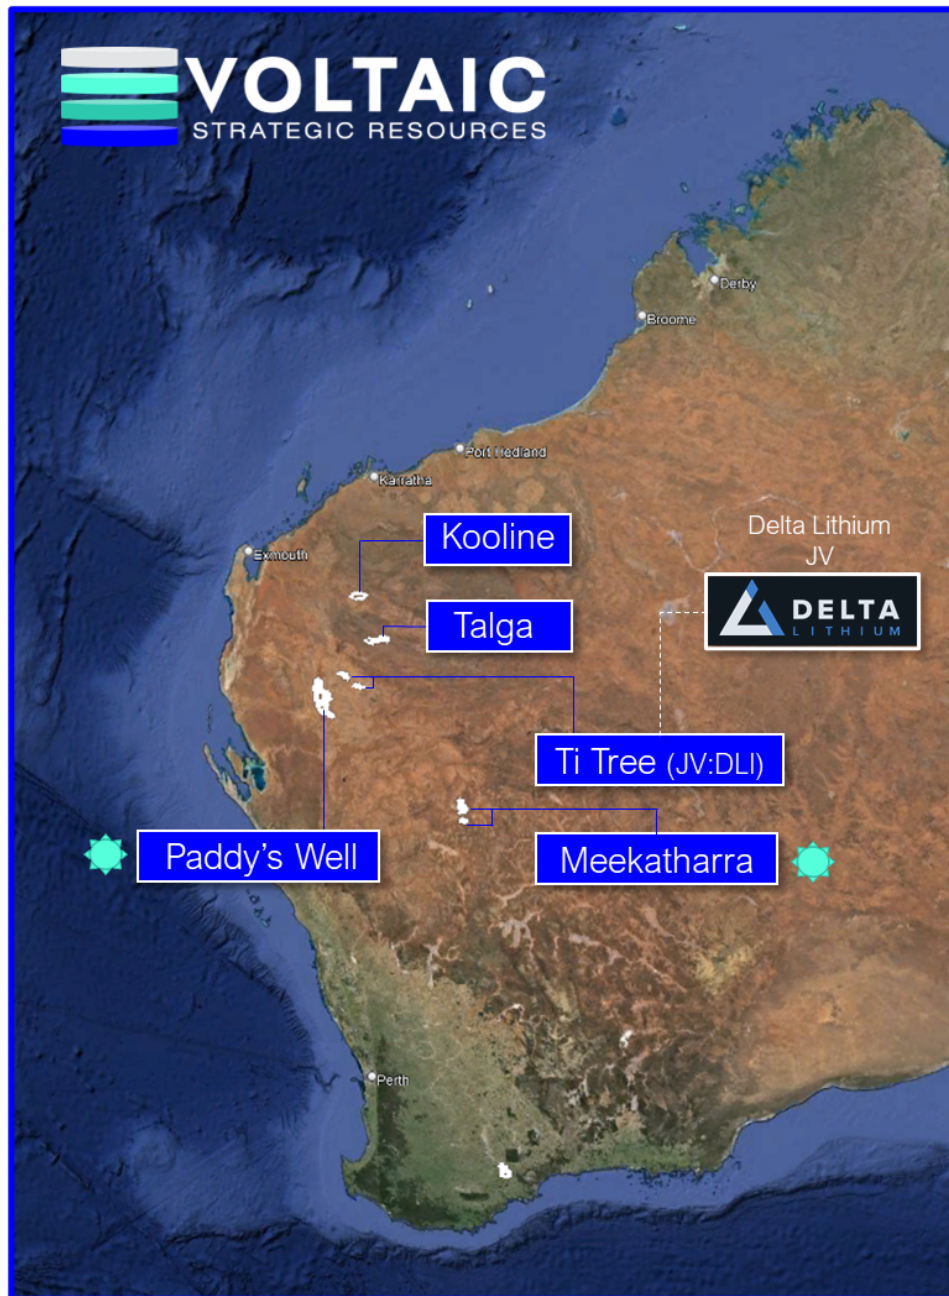 VOLTAIC
STRATEGIC RESOURCES
Derby
Broome
Port Hedland
Karratha
Exmouth
Kooline
Delta Lithium
JV
DELTA
LITHIUM
Talga
Ti Tree (JV:DLI)
Paddy's Well
Meekatharra
Perth